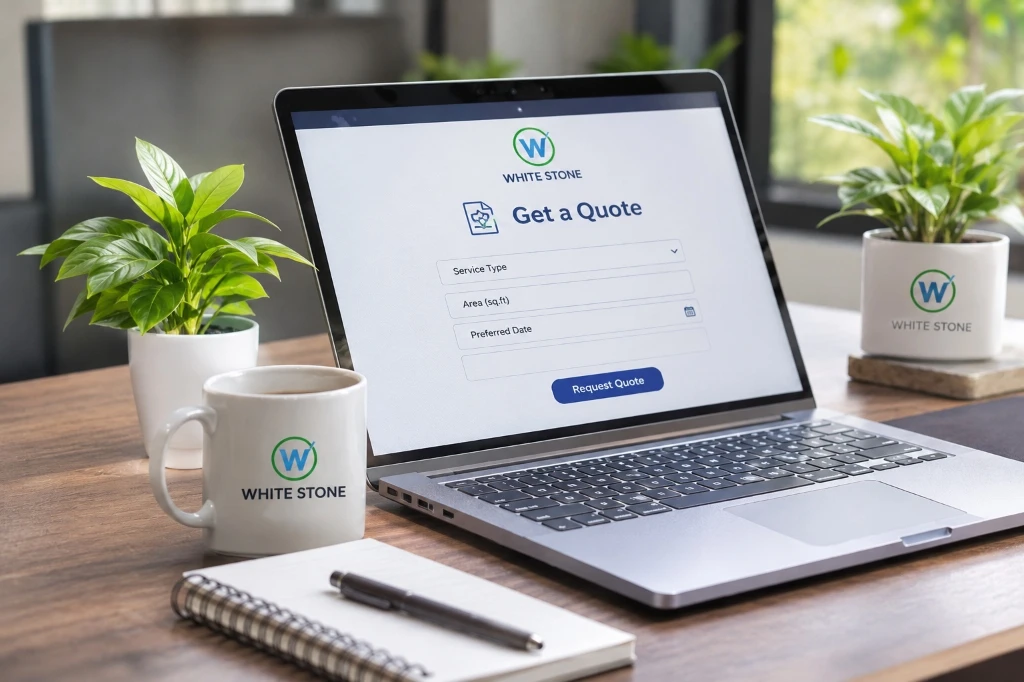 W
WHITE STONE
Get a Quote
Service Type
Area (sq.ft)
Preferred Date
Request Quote
W
WHITE STONE
W
WHITE STONE